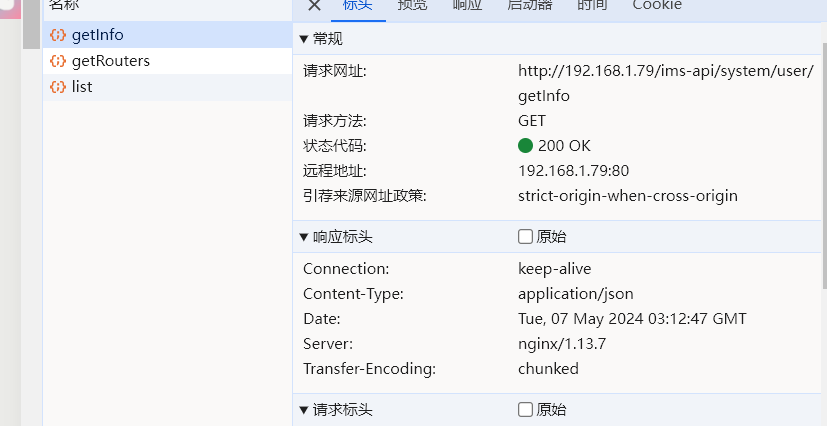 名称
标头 预览 响应 启动器 时间 Cookie
getInfo
getRouters
list
常规
请求网址: http://192.168.1.79/ims-api/system/user/
getInfo
请求方法: GET
状态代码: 200 OK
远程地址: 192.168.1.79:80
引荐来源网址政策: strict-origin-when-cross-origin
响应标头 原始
Connection: keep-alive
Content-Type: application/json
Date: Tue, 07 May 2024 03:12:47 GMT
Server: nginx/1.13.7
Transfer-Encoding: chunked
请求标头 原始